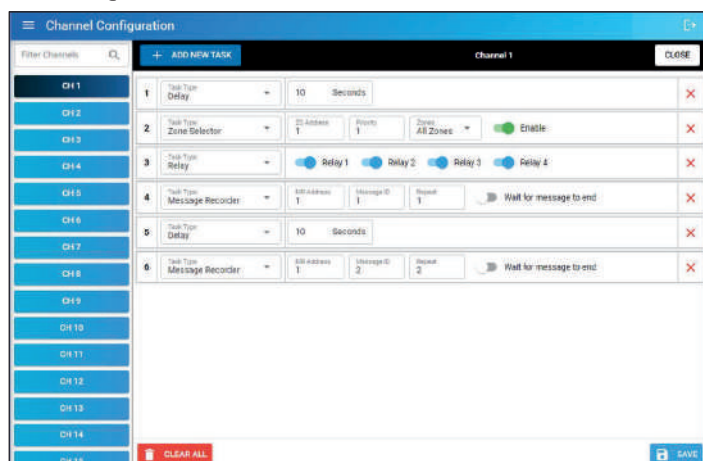 Channel Configuration
Filter Channels
+ ADD NEW TASK
Channel 1
CLOSE
CH 1
CH 2
CH 3
CH 4
CH 5
CH 6
CH 7
CH 8
CH 9
CH 10
CH 11
CH 12
CH 13
CH 14
1 Task Type Delay 10 Seconds
2 Task Type Zone Selector ZS Address 1 Priority 1 Zones All Zones Enable
3 Task Type Relay Relay 1 Relay 2 Relay 3 Relay 4
4 Task Type Message Recorder MR Address 1 Message ID 1 Repeat 1 Wait for message to end
5 Task Type Delay 10 Seconds
6 Task Type Message Recorder MR Address 1 Message ID 2 Repeat 2 Wait for message to end
CLEAR ALL
SAVE